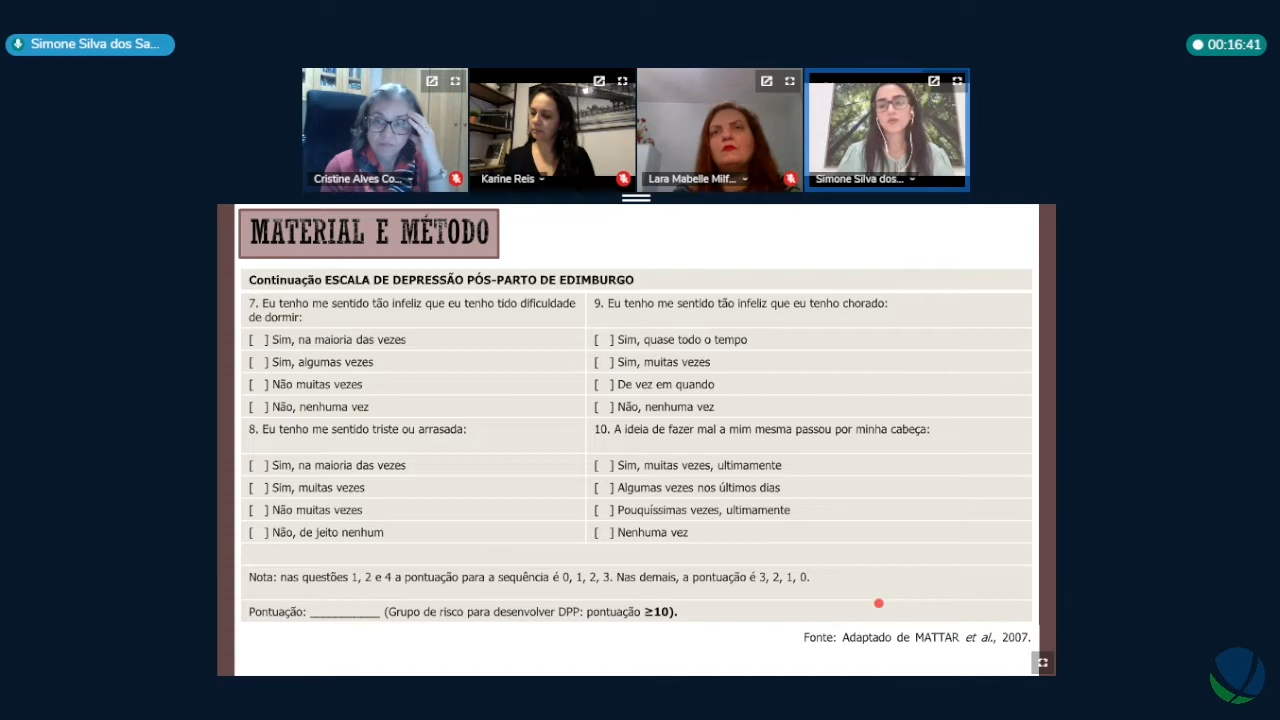 Simone Silva dos Sa...
00:16:41
Cristine Alves Co...
Karine Reis
Lara Mabelle Milf...
Simone Silva dos...
MATERIAL E MÉTODO
Continuação ESCALA DE DEPRESSÃO PÓS-PARTO DE EDIMBURGO
7. Eu tenho me sentido tão infeliz que eu tenho tido dificuldade
de dormir:
[ ] Sim, na maioria das vezes
[ ] Sim, algumas vezes
[ ] Não muitas vezes
[ ] Não, nenhuma vez
8. Eu tenho me sentido triste ou arrasada:
[ ] Sim, na maioria das vezes
[ ] Sim, muitas vezes
[ ] Não muitas vezes
[ ] Não, de jeito nenhum
9. Eu tenho me sentido tão infeliz que eu tenho chorado:
[ ] Sim, quase todo o tempo
[ ] Sim, muitas vezes
[ ] De vez em quando
[ ] Não, nenhuma vez
10. A ideia de fazer mal a mim mesma passou por minha cabeça:
[ ] Sim, muitas vezes, ultimamente
[ ] Algumas vezes nos últimos dias
[ ] Pouquíssimas vezes, ultimamente
[ ] Nenhuma vez
Nota: nas questões 1, 2 e 4 a pontuação para a sequência é 0, 1, 2, 3. Nas demais, a pontuação é 3, 2, 1, 0.
Pontuação: ___________ (Grupo de risco para desenvolver DPP: pontuação ≥10).
Fonte: Adaptado de MATTAR et al., 2007.